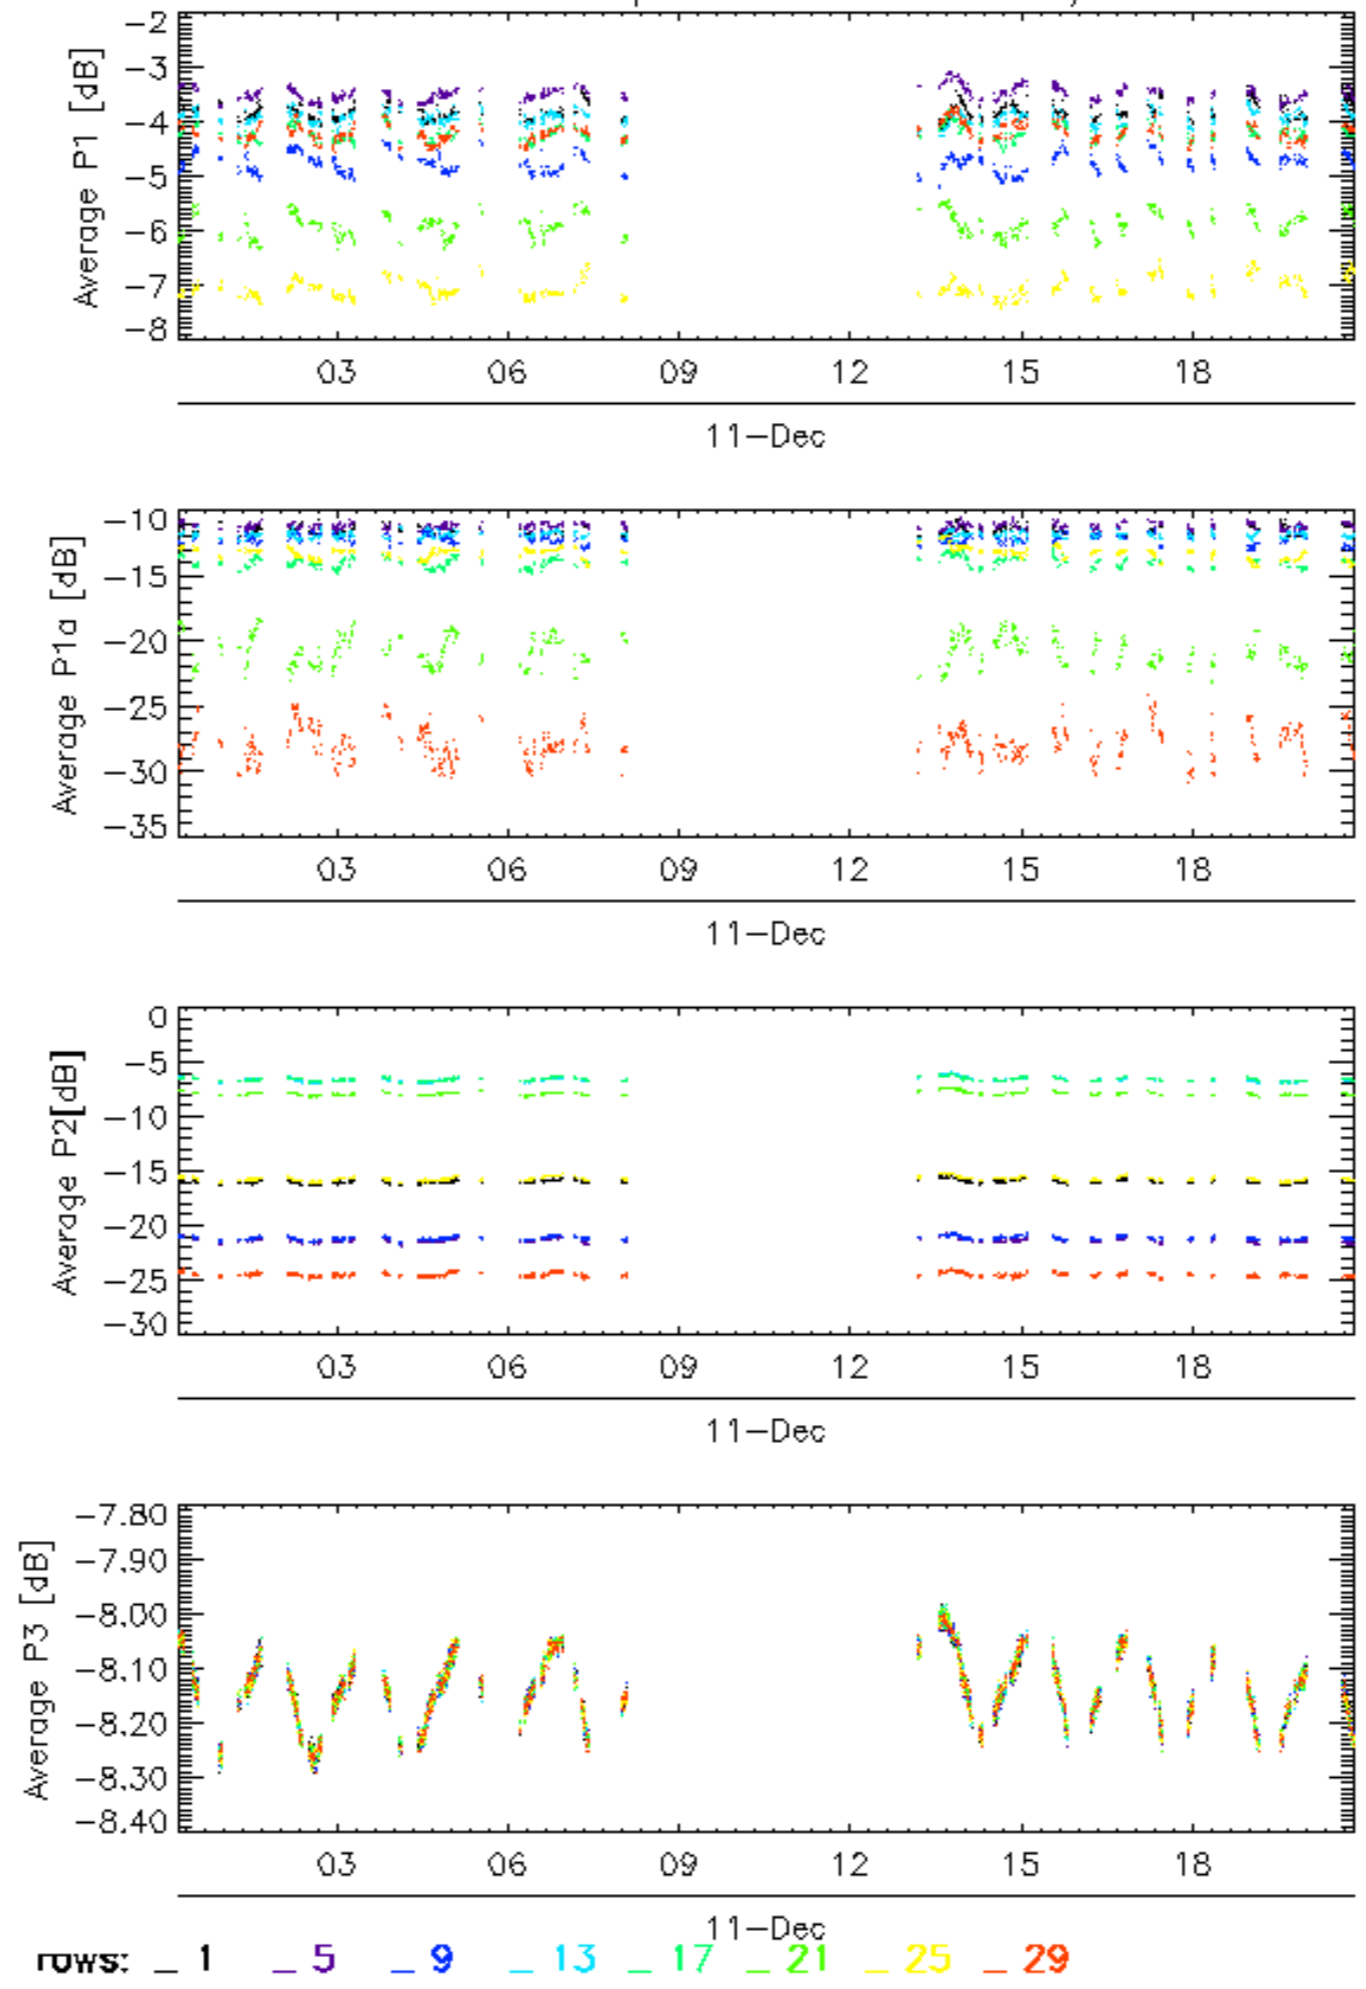 Average P1 [dB]
-2
-3
-4
-5
-6
-7
-8
03 06 09 12 15 18
11-Dec
Average P1a [dB]
-10
-15
-20
-25
-30
-35
03 06 09 12 15 18
11-Dec
Average P2[dB]
0
-5
-10
-15
-20
-25
-30
03 06 09 12 15 18
11-Dec
Average P3 [dB]
-7.80
-7.90
-8.00
-8.10
-8.20
-8.30
-8.40
03 06 09 12 15 18
11-Dec
rows: _ 1 _ 5 _ 9 _ 13 _ 17 _ 21 _ 25 _ 29